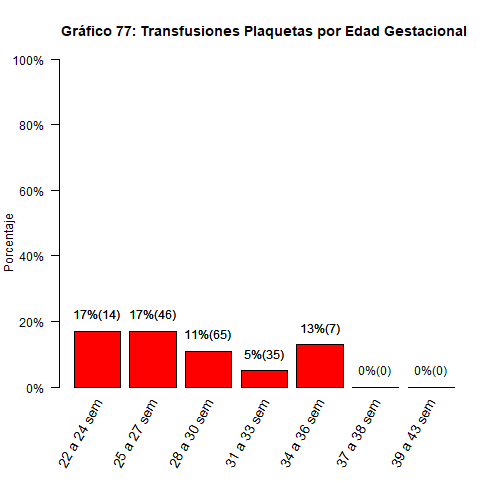 Gráfico 77: Transfusiones Plaquetas por Edad Gestacional
Porcentaje
100%
80%
60%
40%
20%
0%
17%(14)
17%(46)
11%(65)
5%(35)
13%(7)
0%(0)
0%(0)
22 a 24 sem
25 a 27 sem
28 a 30 sem
31 a 33 sem
34 a 36 sem
37 a 38 sem
39 a 43 sem